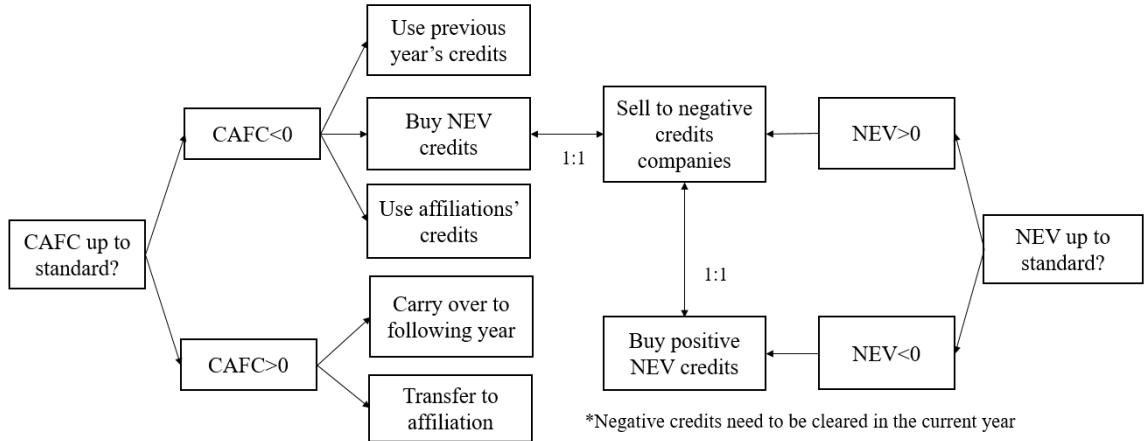 Use previous
year’s credits
CAFC<0
Buy NEV
credits
1:1
Sell to negative
credits
companies
NEV>0
Use affiliations’
credits
CAFC up to
standard?
NEV up to
standard?
1:1
Carry over to
following year
CAFC>0
Buy positive
NEV credits
NEV<0
Transfer to
affiliation
*Negative credits need to be cleared in the current year